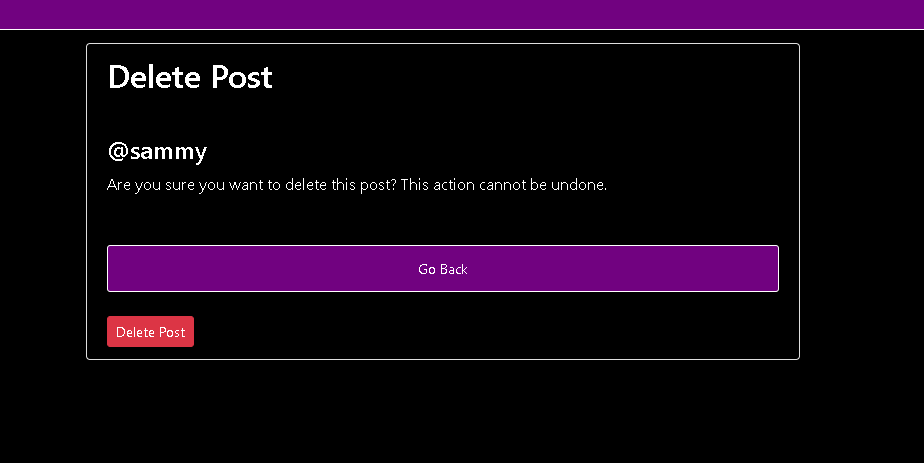 Delete Post
@sammy
Are you sure you want to delete this post? This action cannot be undone.
Go Back
Delete Post